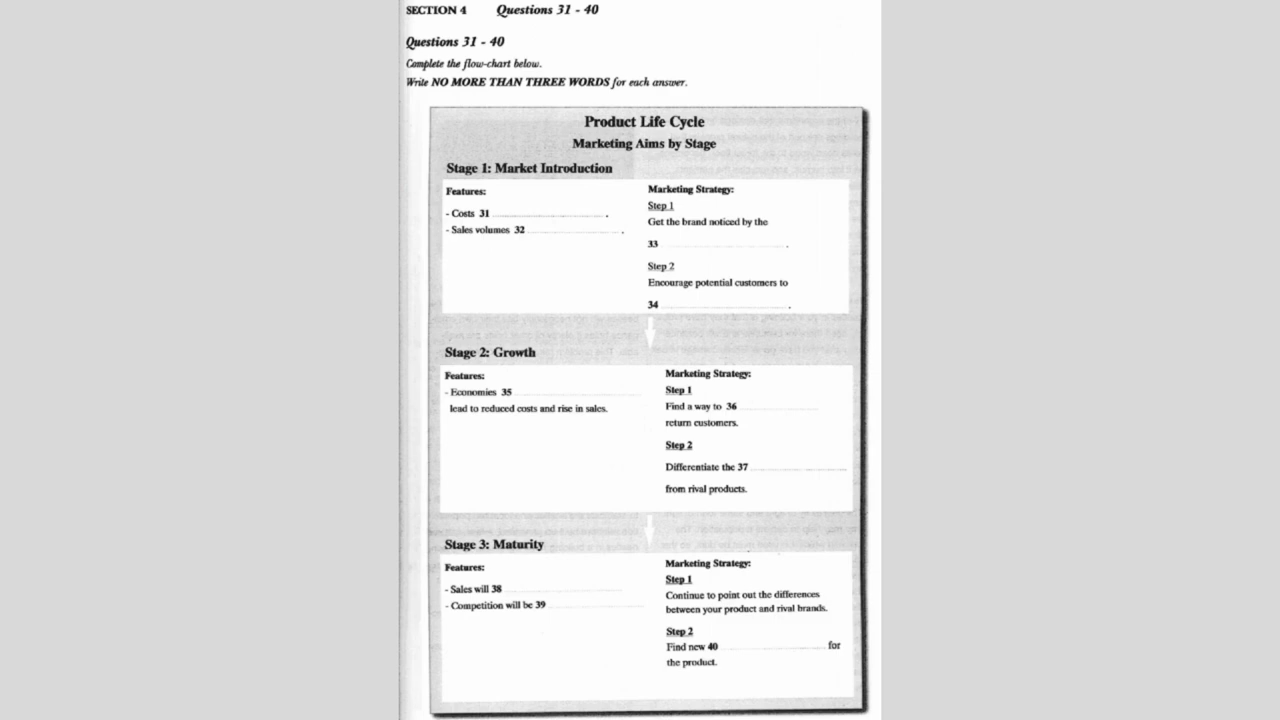 SECTION 4 Questions 31 - 40
Questions 31 - 40
Complete the flow-chart below.
Write NO MORE THAN THREE WORDS for each answer.
Product Life Cycle
Marketing Aims by Stage
Stage 1: Market Introduction
Features:
- Costs 31 .
- Sales volumes 32 .
Marketing Strategy:
Step 1
Get the brand noticed by the
33 .
Step 2
Encourage potential customers to
34 .
Stage 2: Growth
Features:
- Economies 35
lead to reduced costs and rise in sales.
Marketing Strategy:
Step 1
Find a way to 36
return customers.
Step 2
Differentiate the 37
from rival products.
Stage 3: Maturity
Features:
- Sales will 38
- Competition will be 39
Marketing Strategy:
Step 1
Continue to point out the differences
between your product and rival brands.
Step 2
Find new 40 for
the product.